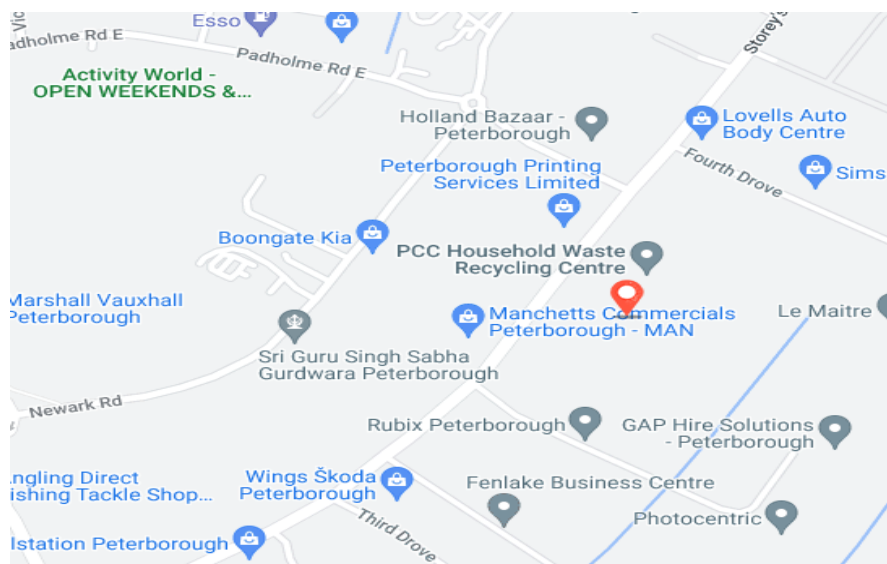 Vic
Esso
adholme Rd E
Padholme Rd E
Storey's
Activity World -
OPEN WEEKENDS &...
Holland Bazaar -
Peterborough
Lovells Auto
Body Centre
Peterborough Printing
Services Limited
Fourth Drove
Sims
Boongate Kia
PCC Household Waste
Recycling Centre
Marshall Vauxhall
Peterborough
Manchetts Commercials
Peterborough - MAN
Le Maitre
Sri Guru Singh Sabha
Gurdwara Peterborough
Newark Rd
Rubix Peterborough
GAP Hire Solutions
- Peterborough
Angling Direct
ishing Tackle Shop...
Wings Škoda
Peterborough
Fenlake Business Centre
Third Drove
Photocentric
lstation Peterborough